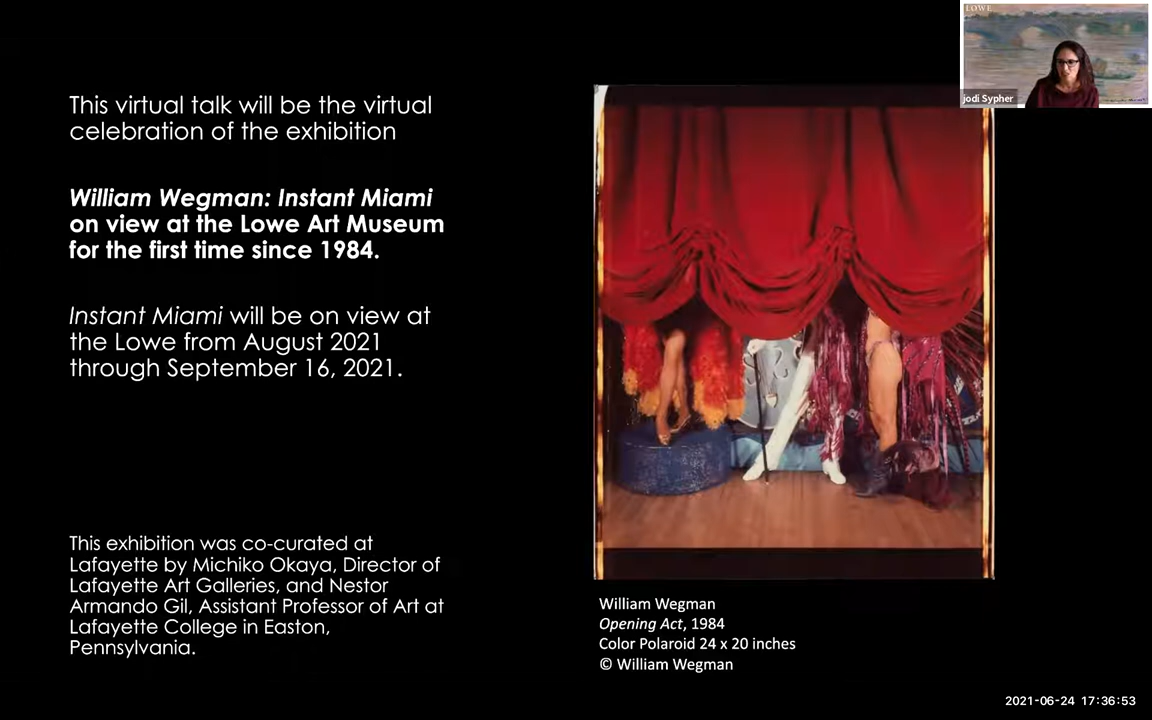 LOWE
jodi Sypher
This virtual talk will be the virtual
celebration of the exhibition
William Wegman: Instant Miami
on view at the Lowe Art Museum
for the first time since 1984.
Instant Miami will be on view at
the Lowe from August 2021
through September 16, 2021.
This exhibition was co-curated at
Lafayette by Michiko Okaya, Director of
Lafayette Art Galleries, and Nestor
Armando Gil, Assistant Professor of Art at
Lafayette College in Easton,
Pennsylvania.
William Wegman
Opening Act, 1984
Color Polaroid 24 x 20 inches
© William Wegman
2021-06-24 17:36:53